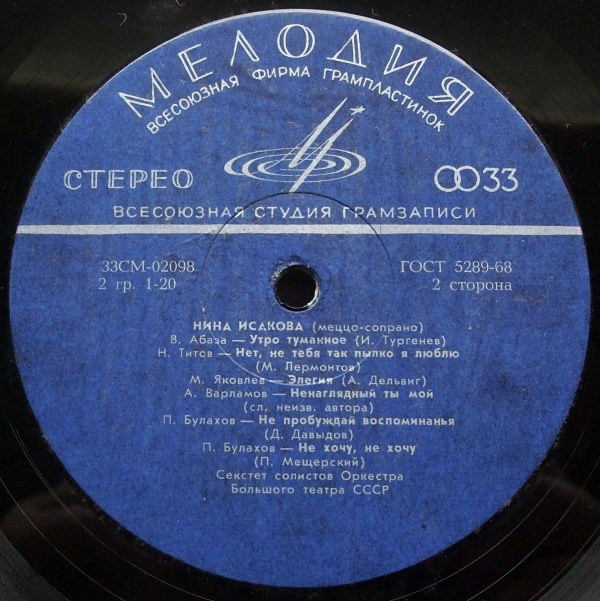 МЕЛОДИЯ
ВСЕСОЮЗНАЯ ФИРМА ГРАМПЛАСТИНОК
СТЕРЕО 33
ВСЕСОЮЗНАЯ СТУДИЯ ГРАМЗАПИСИ
33СМ-02098 ГОСТ 5289-68
2 гр. 1-20 2 сторона
НИНА ИСАКОВА (меццо-сопрано)
В. Абаза — Утро туманное (И. Тургенев)
Н. Титов — Нет, не тебя так пылко я люблю
(М. Лермонтов)
М. Яковлев — Элегия (А. Дельвиг)
А. Варламов — Ненаглядный ты мой
(сл. неизв. автора)
П. Булахов — Не пробуждай воспоминанья
(Д. Давыдов)
П. Булахов — Не хочу, не хочу
(П. Мещерский)
Секстет солистов Оркестра
Большого театра СССР